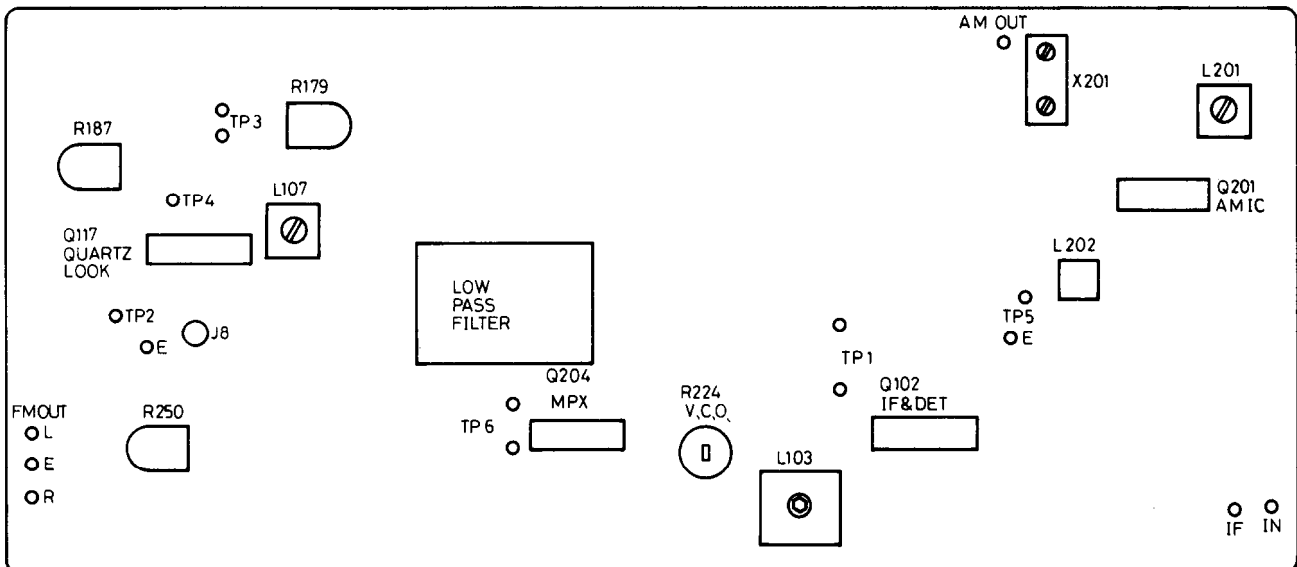 AM OUT
X201
L201
R179
TP3
R187
TP4
L107
Q201
AM IC
Q117
QUARTZ
LOOK
L202
LOW
PASS
FILTER
TP5
E
TP2
E
J8
TP1
Q204
MPX
R224
V.C.O.
Q102
IF&DET
FMOUT
L
E
R
R250
TP6
L103
IF
IN